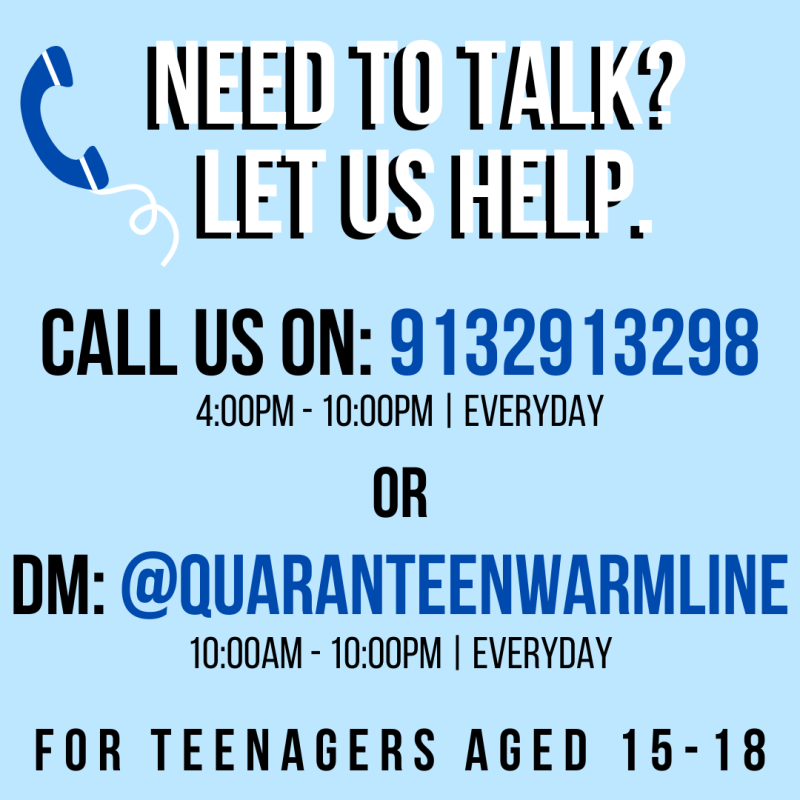 NEED TO TALK?
LET US HELP.
CALL US ON: 9132913298
4:00PM - 10:00PM | EVERYDAY
OR
DM: @QUARANTEENWARMLINE
10:00AM - 10:00PM | EVERYDAY
FOR TEENAGERS AGED 15-18